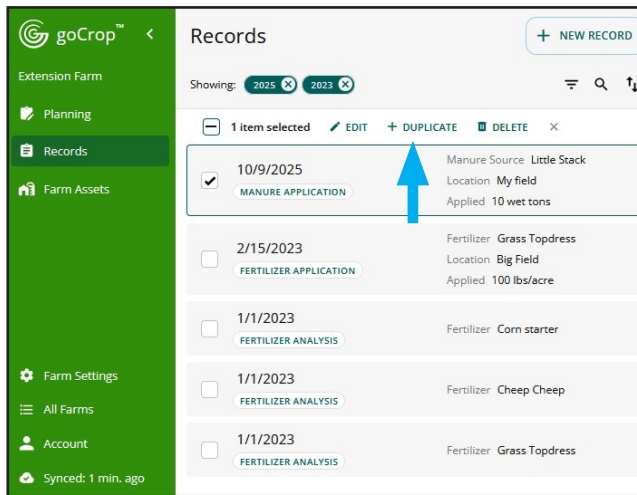 goCrop™
Extension Farm
Planning
Records
Farm Assets
Farm Settings
All Farms
Account
Synced: 1 min. ago
Records
+ NEW RECORD
Showing: 2025 2023
1 item selected EDIT + DUPLICATE DELETE ×
10/9/2025
MANURE APPLICATION
Manure Source Little Stack
Location My field
Applied 10 wet tons
2/15/2023
FERTILIZER APPLICATION
Fertilizer Grass Topdress
Location Big Field
Applied 100 lbs/acre
1/1/2023
FERTILIZER ANALYSIS
Fertilizer Corn starter
1/1/2023
FERTILIZER ANALYSIS
Fertilizer Cheep Cheep
1/1/2023
FERTILIZER ANALYSIS
Fertilizer Grass Topdress